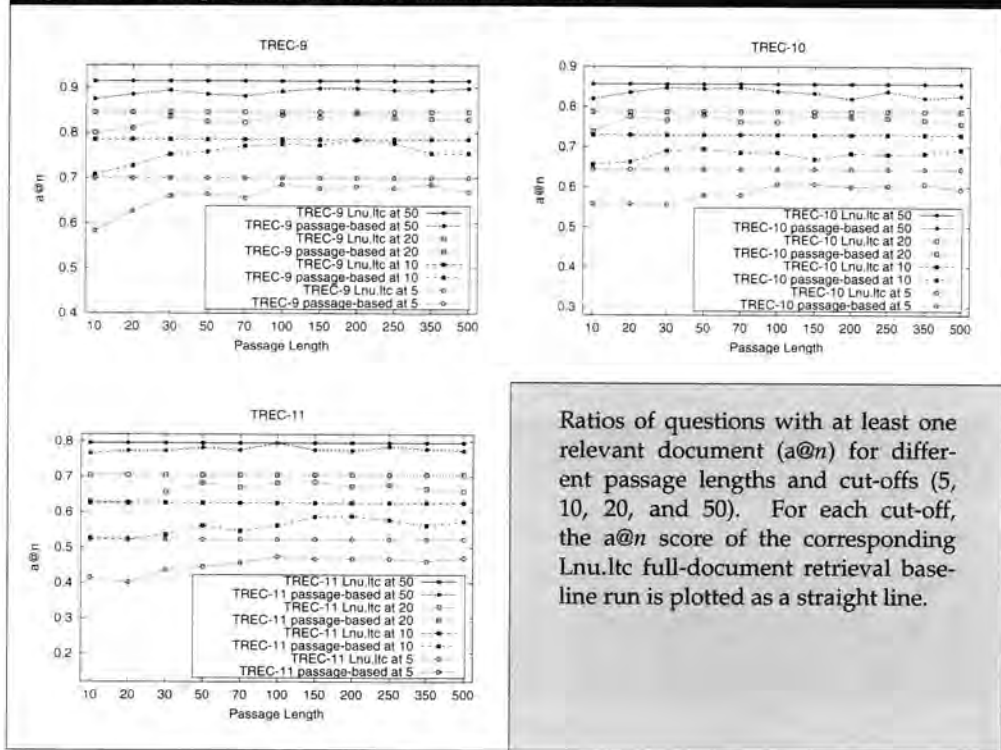 TREC-9
0.9
0.8
0.7
0.6
0.5
0.4
a@n
TREC-9 Lnu.ltc at 50
TREC-9 passage-based at 50
TREC-9 Lnu.ltc at 20
TREC-9 passage-based at 20
TREC-9 Lnu.ltc at 10
TREC-9 passage-based at 10
TREC-9 Lnu.ltc at 5
TREC-9 passage-based at 5
10 20 30 50 70 100 150 200 250 350 500
Passage Length
TREC-10
0.9
0.8
0.7
0.6
0.5
0.4
0.3
a@n
TREC-10 Lnu.ltc at 50
TREC-10 passage-based at 50
TREC-10 Lnu.ltc at 20
TREC-10 passage-based at 20
TREC-10 Lnu.ltc at 10
TREC-10 passage-based at 10
TREC-10 Lnu.ltc at 5
TREC-10 passage-based at 5
10 20 30 50 70 100 150 200 250 350 500
Passage Length
TREC-11
0.8
0.7
0.6
0.5
0.4
0.3
0.2
a@n
TREC-11 Lnu.ltc at 50
TREC-11 passage-based at 50
TREC-11 Lnu.ltc at 20
TREC-11 passage-based at 20
TREC-11 Lnu.ltc at 10
TREC-11 passage-based at 10
TREC-11 Lnu.ltc at 5
TREC-11 passage-based at 5
10 20 30 50 70 100 150 200 250 350 500
Passage Length
Ratios of questions with at least one
relevant document (a@n) for differ-
ent passage lengths and cut-offs (5,
10, 20, and 50). For each cut-off,
the a@n score of the corresponding
Lnu.ltc full-document retrieval base-
line run is plotted as a straight line.